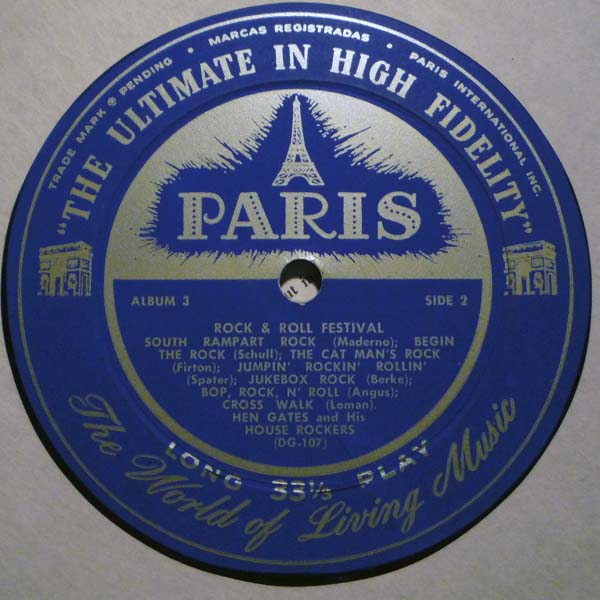 TRADE MARK ® PENDING • MARCAS REGISTRADAS • PARIS INTERNATIONAL INC.
"THE ULTIMATE IN HIGH FIDELITY"
PARIS
ALBUM 3 SIDE 2
ROCK & ROLL FESTIVAL
SOUTH RAMPART ROCK (Maderno); BEGIN
THE ROCK (Schull); THE CAT MAN'S ROCK
(Firton); JUMPIN' ROCKIN' ROLLIN'
(Spater); JUKEBOX ROCK (Berke);
BOP, ROCK, N' ROLL (Angus);
CROSS WALK (Loman).
HEN GATES and His
HOUSE ROCKERS
(DG-107)
LONG 33⅓ PLAY
The World of Living Music